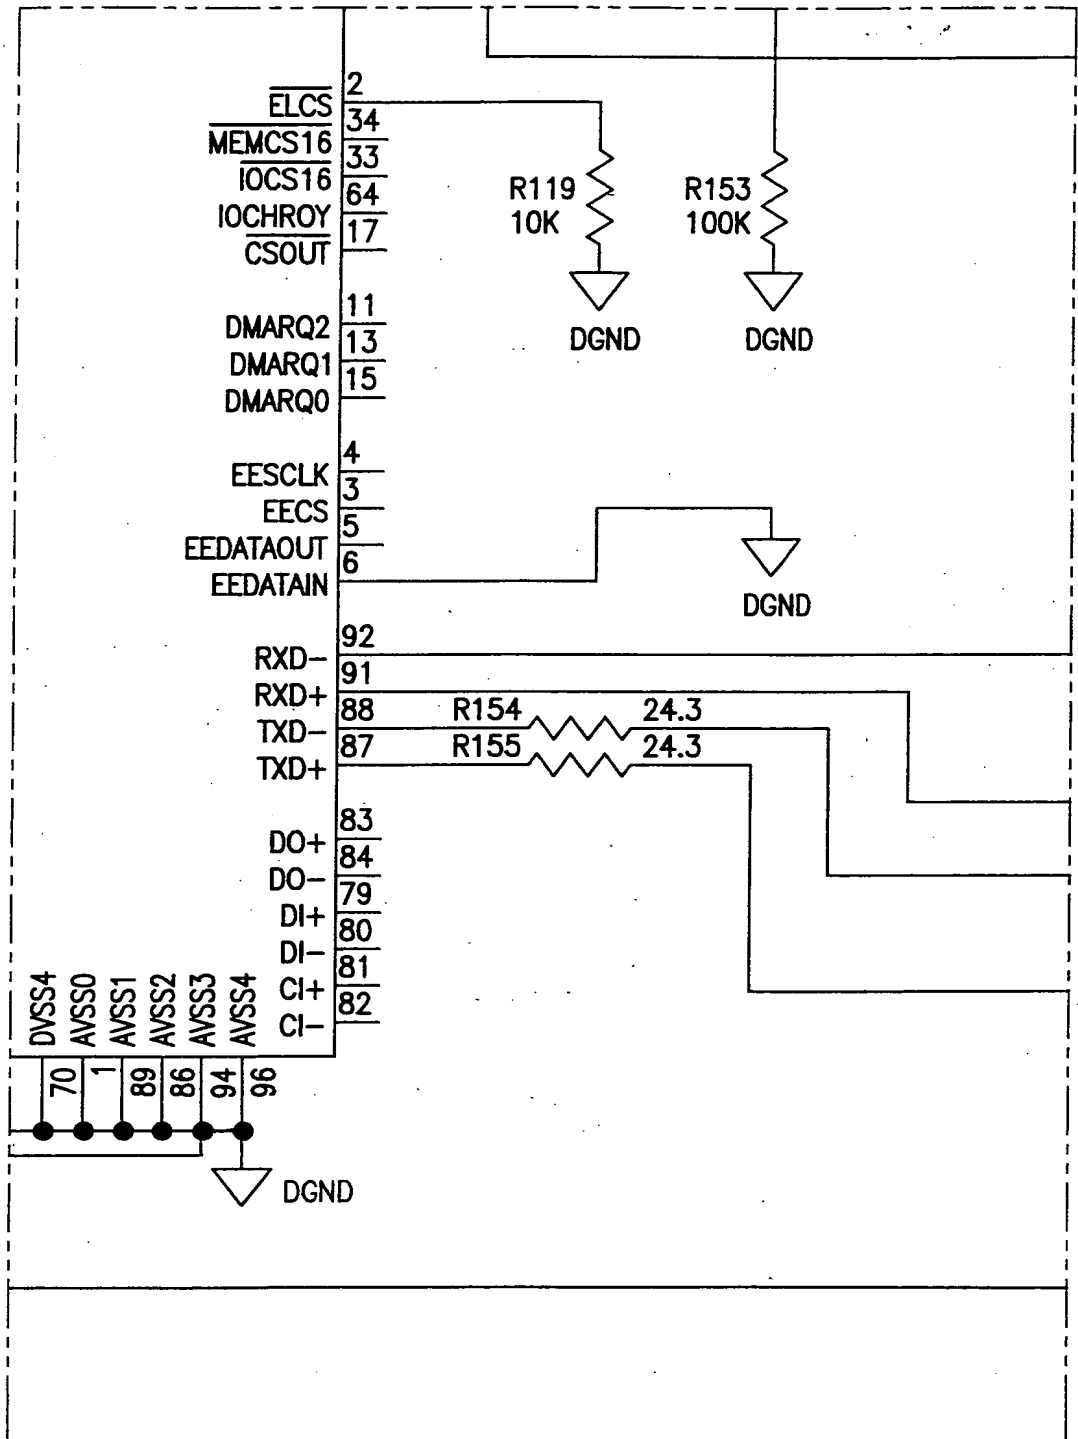 2
ELCS
34
MEMCS16
33
IOCS16
64
IOCHROY
17
CSOUT
R119
10K
R153
100K
DGND
DGND
11
DMARQ2
13
DMARQ1
15
DMARQ0
4
EESCLK
3
EECS
5
EEDATAOUT
6
EEDATAIN
DGND
92
RXD-
91
RXD+
88
TXD-
R154
24.3
87
TXD+
R155
24.3
83
DO+
84
DO-
79
DI+
80
DI-
81
CI+
82
CI-
DVSS4
AVSS0
AVSS1
AVSS2
AVSS3
AVSS4
70
1
89
86
94
96
DGND